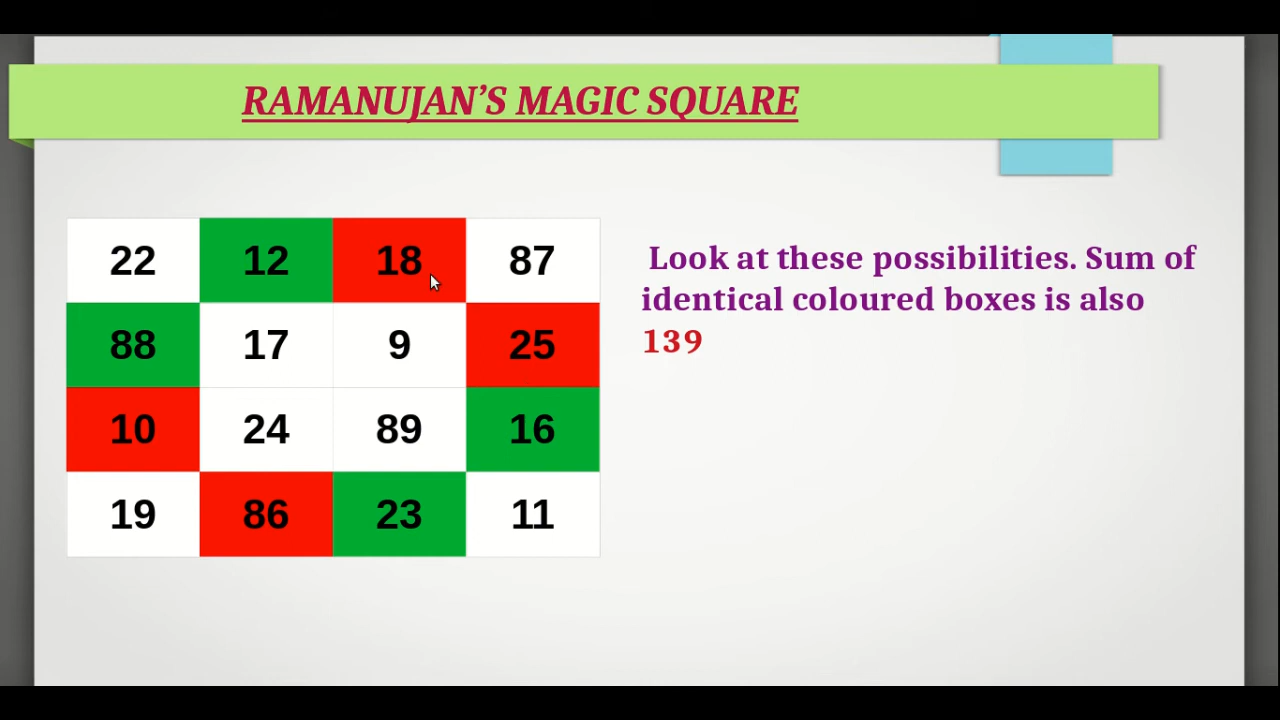 RAMANUJAN’S MAGIC SQUARE
22 12 18 87
88 17 9 25
10 24 89 16
19 86 23 11
Look at these possibilities. Sum of
identical coloured boxes is also
139